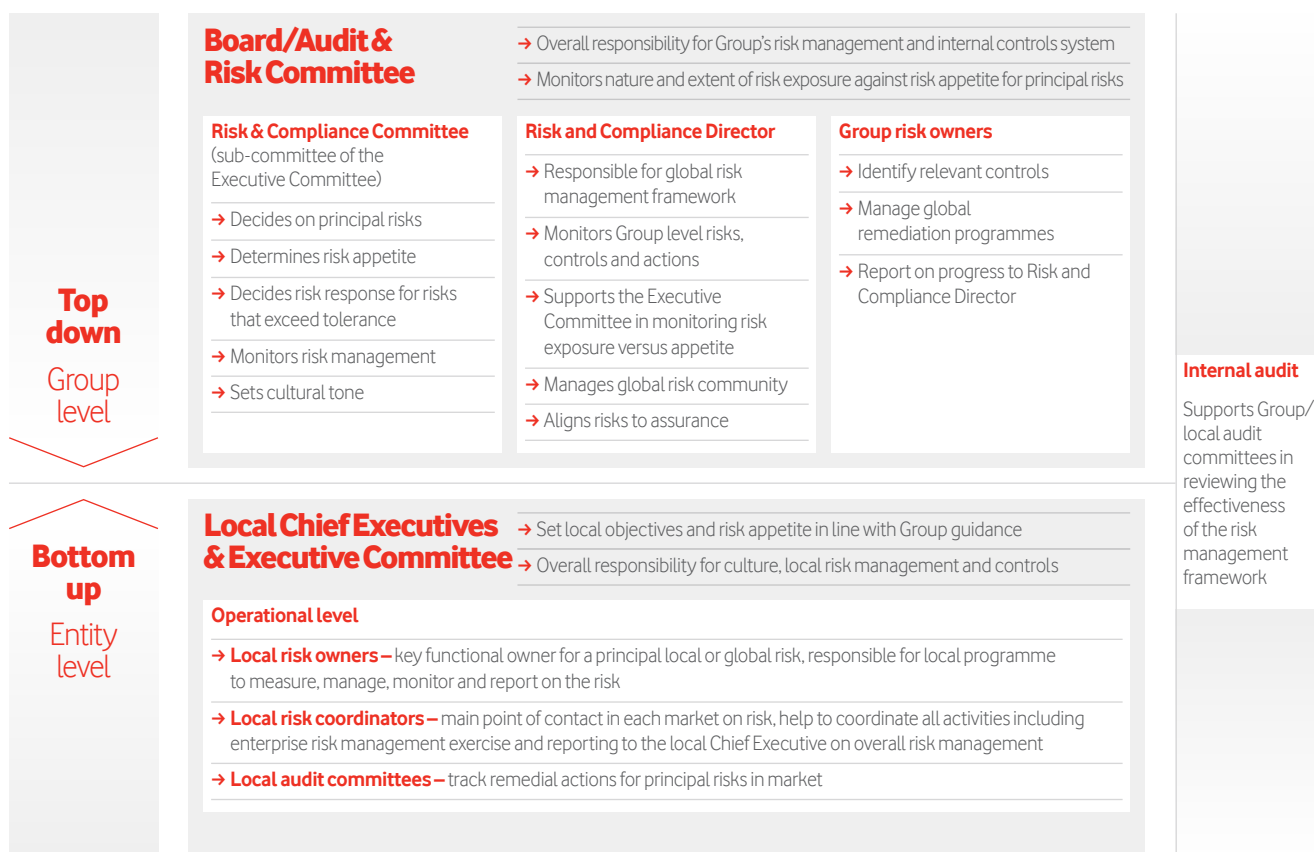 Top
down
Group
level
Board/Audit &
Risk Committee
→ Overall responsibility for Group's risk management and internal controls system
→ Monitors nature and extent of risk exposure against risk appetite for principal risks
Risk & Compliance Committee
(sub-committee of the
Executive Committee)
→ Decides on principal risks
→ Determines risk appetite
→ Decides risk response for risks
that exceed tolerance
→ Monitors risk management
→ Sets cultural tone
Risk and Compliance Director
→ Responsible for global risk
management framework
→ Monitors Group level risks,
controls and actions
→ Supports the Executive
Committee in monitoring risk
exposure versus appetite
→ Manages global risk community
→ Aligns risks to assurance
Group risk owners
→ Identify relevant controls
→ Manage global
remediation programmes
→ Report on progress to Risk and
Compliance Director
Bottom
up
Entity
level
Local Chief Executives
& Executive Committee
→ Set local objectives and risk appetite in line with Group guidance
→ Overall responsibility for culture, local risk management and controls
Operational level
→ Local risk owners – key functional owner for a principal local or global risk, responsible for local programme
to measure, manage, monitor and report on the risk
→ Local risk coordinators – main point of contact in each market on risk, help to coordinate all activities including
enterprise risk management exercise and reporting to the local Chief Executive on overall risk management
→ Local audit committees – track remedial actions for principal risks in market
Internal audit
Supports Group/
local audit
committees in
reviewing the
effectiveness
of the risk
management
framework